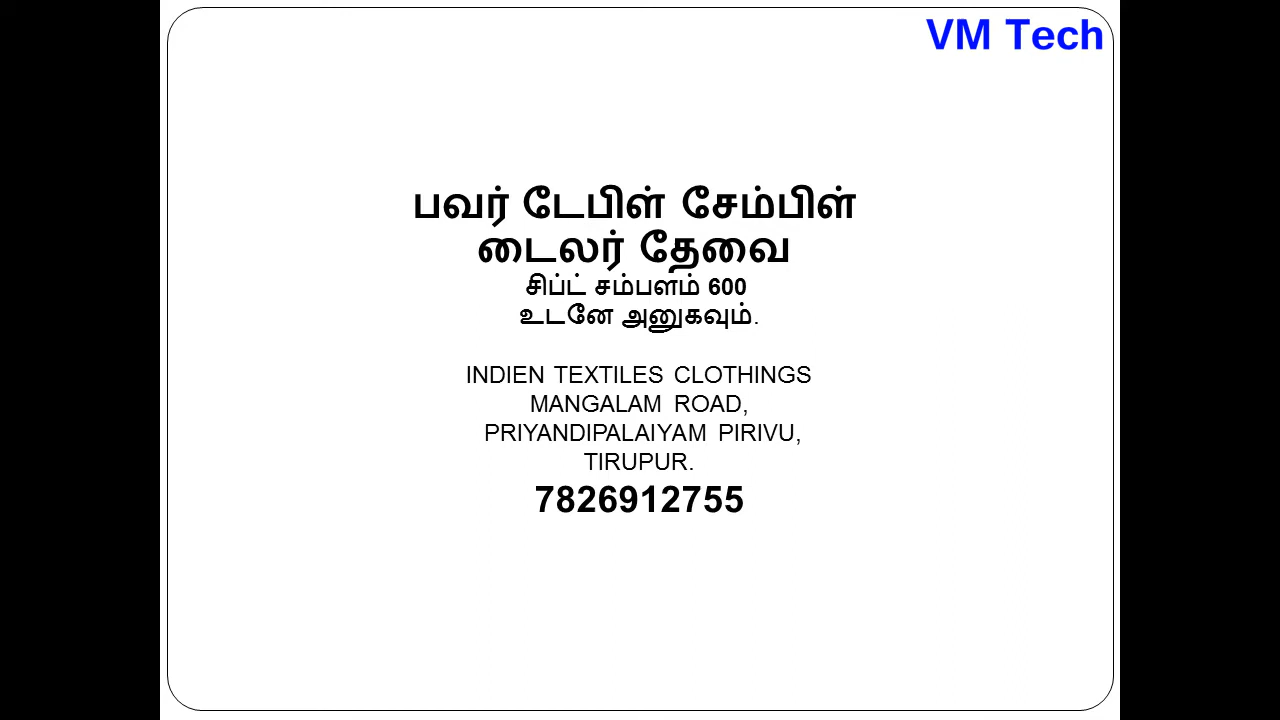 VM Tech
பவர் டேபிள் சேம்பிள்
டைலர் தேவை
சிப்ட் சம்பளம் 600
உடனே அனுகவும்.
INDIEN TEXTILES CLOTHINGS
MANGALAM ROAD,
PRIYANDIPALAIYAM PIRIVU,
TIRUPUR.
7826912755